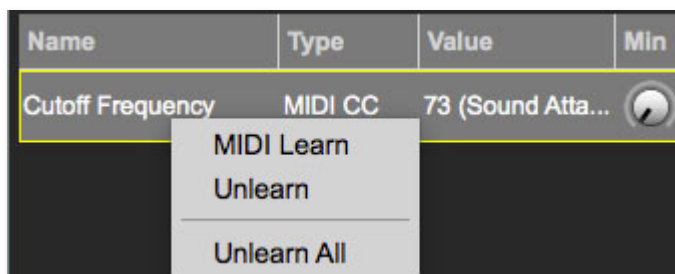 Name Type Value Min
Cutoff Frequency MIDI CC 73 (Sound Atta...
MIDI Learn
Unlearn
Unlearn All